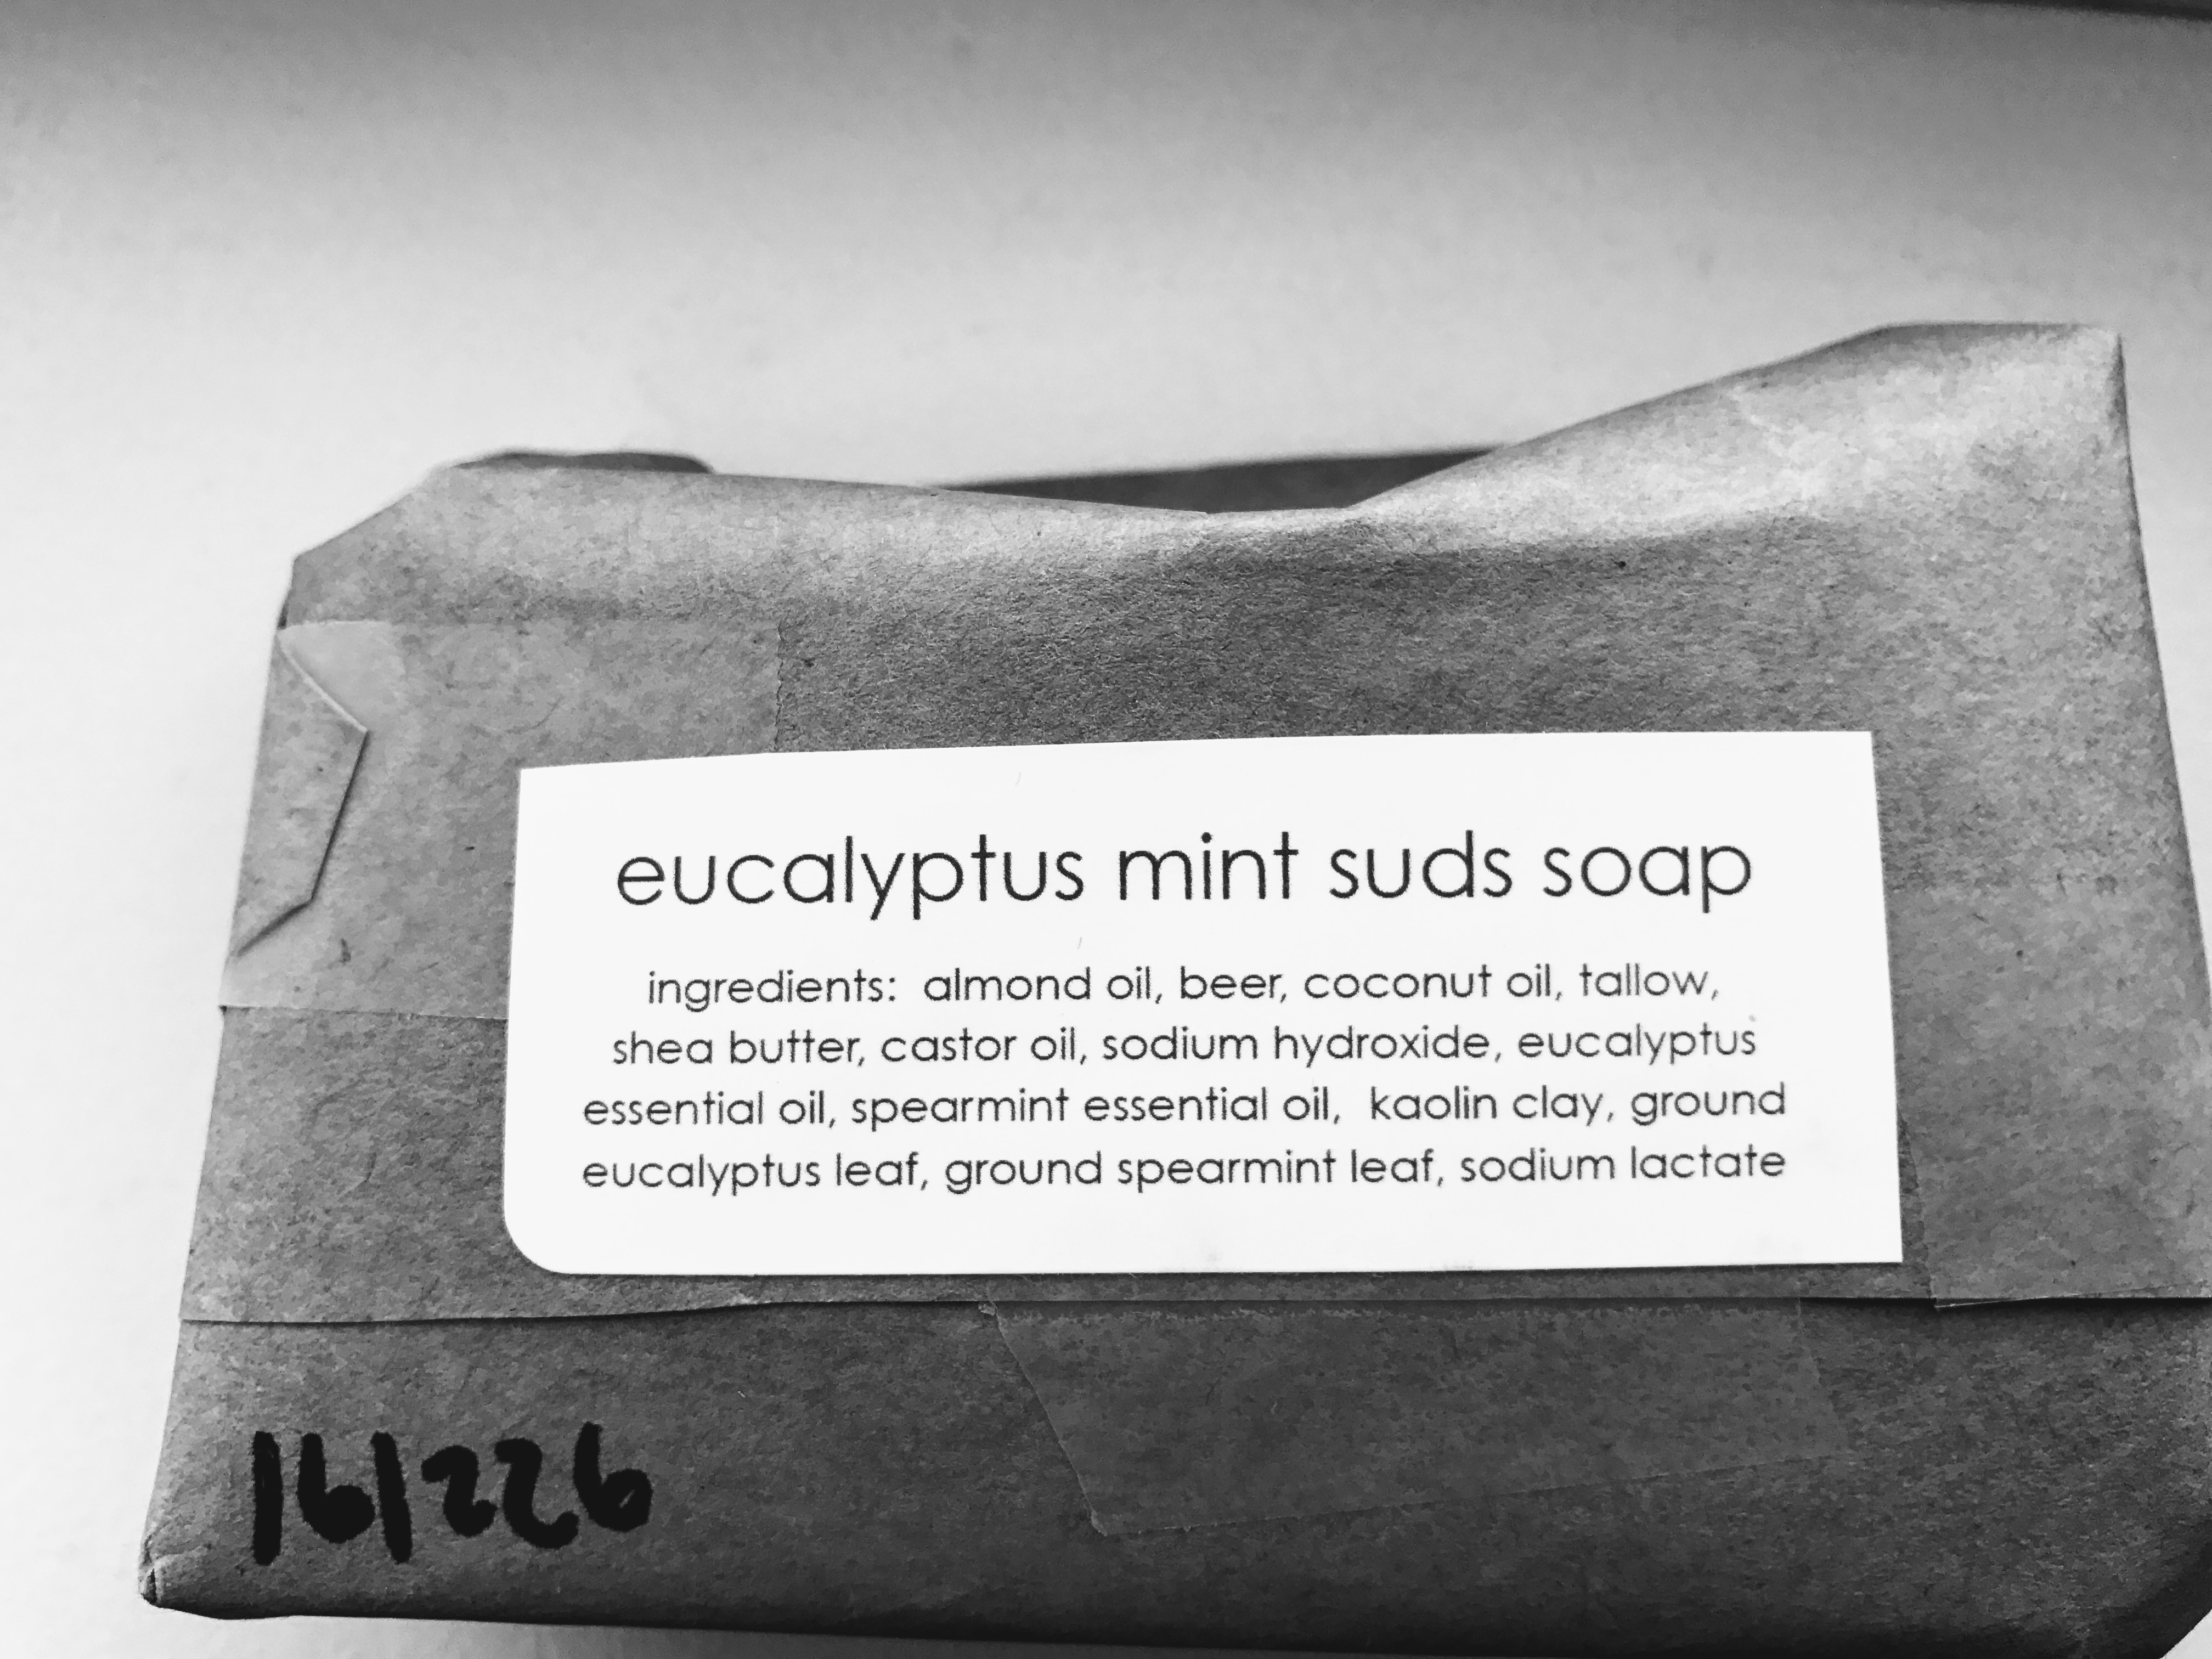 eucalyptus mint suds soap
ingredients: almond oil, beer, coconut oil, tallow,
shea butter, castor oil, sodium hydroxide, eucalyptus
essential oil, spearmint essential oil, kaolin clay, ground
eucalyptus leaf, ground spearmint leaf, sodium lactate
161226